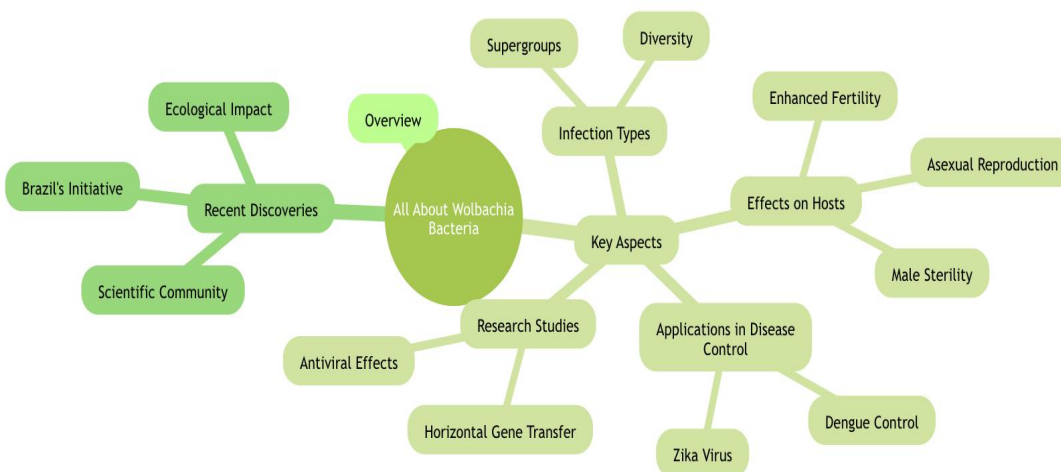 Supergroups
Diversity
Ecological Impact
Enhanced Fertility
Overview
Infection Types
Asexual Reproduction
Brazil's Initiative
Recent Discoveries
All About Wolbachia
Bacteria
Effects on Hosts
Key Aspects
Scientific Community
Male Sterility
Research Studies
Applications in Disease
Control
Antiviral Effects
Horizontal Gene Transfer
Dengue Control
Zika Virus